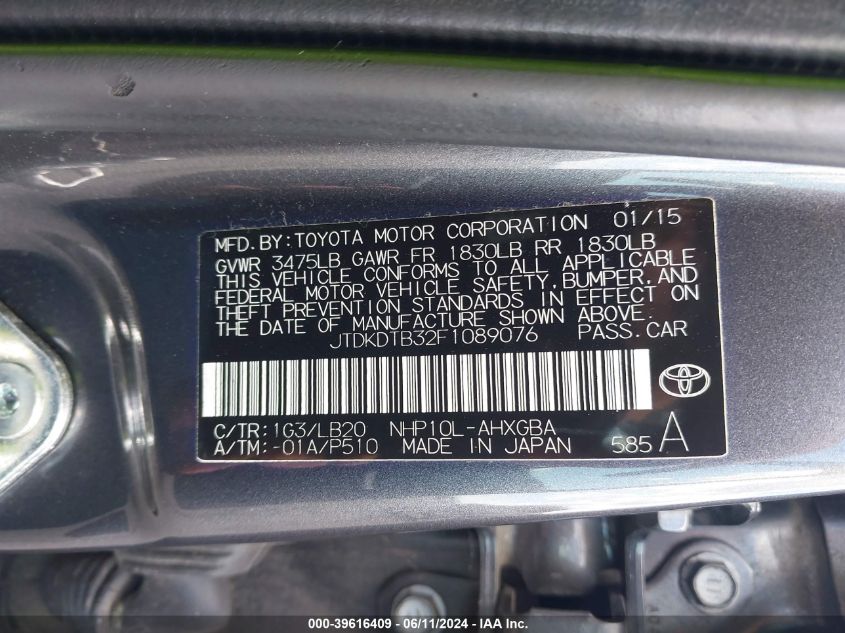 MFD. BY: TOYOTA MOTOR CORPORATION 01/15
GVWR 3475LB GAWR FR 1830LB RR 1830LB
THIS VEHICLE CONFORMS TO ALL APPLICABLE
FEDERAL MOTOR VEHICLE SAFETY, BUMPER, AND
THEFT PREVENTION STANDARDS IN EFFECT ON
THE DATE OF MANUFACTURE SHOWN ABOVE.
JTDKDTB32F1089076 PASS. CAR
C/TR: 1G3/LB20 NHP10L-AHXGBA
A/TM: -01A/P510 MADE IN JAPAN 585 A
000-39616409 - 06/11/2024 - IAA Inc.